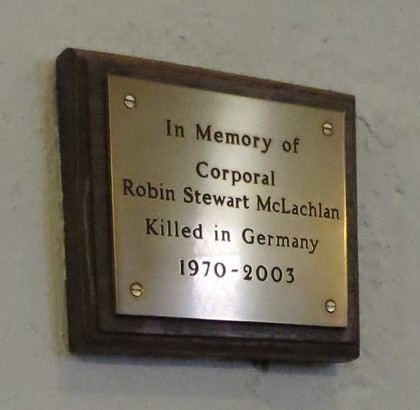 In Memory of
Corporal
Robin Stewart McLachlan
Killed in Germany
1970-2003